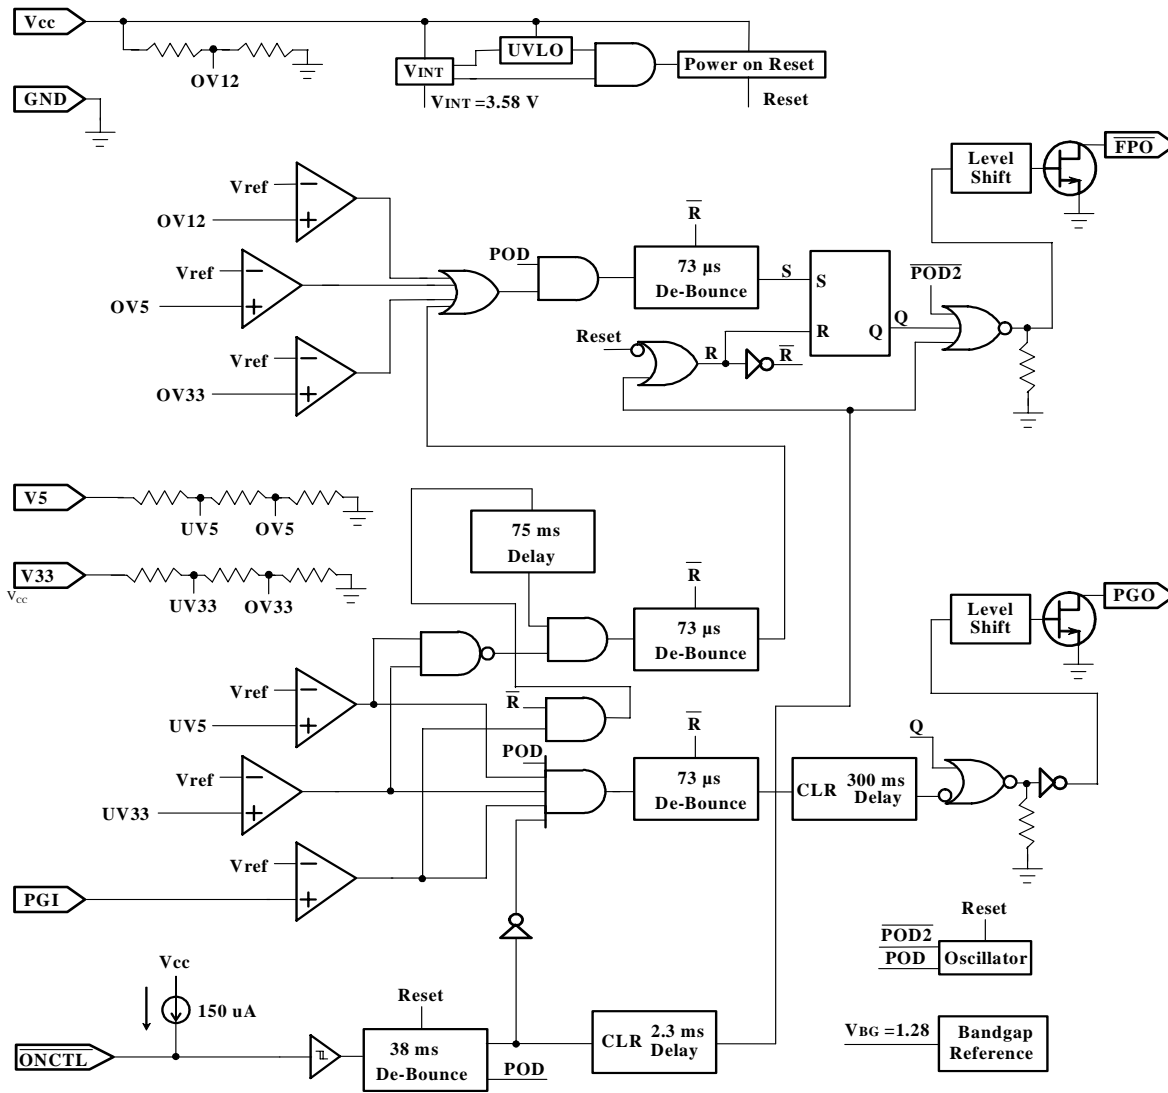 Vcc
OV12
GND
VINT
UVLO
Power on Reset
VINT =3.58 V
Reset
Level
Shift
FPO
Vref
OV12
Vref
OV5
Vref
OV33
POD
R
73 µs
De-Bounce
S
S
R
Q
Q
POD2
Reset
R
R
V5
UV5
OV5
V33
VCC
UV33
OV33
75 ms
Delay
R
73 µs
De-Bounce
Level
Shift
PGO
Vref
UV5
R
POD
Vref
UV33
R
73 µs
De-Bounce
CLR
300 ms
Delay
Q
Vref
PGI
Reset
POD2
POD
Oscillator
Vcc
150 uA
ONCTL
Reset
38 ms
De-Bounce
POD
CLR
2.3 ms
Delay
VBG =1.28
Bandgap
Reference